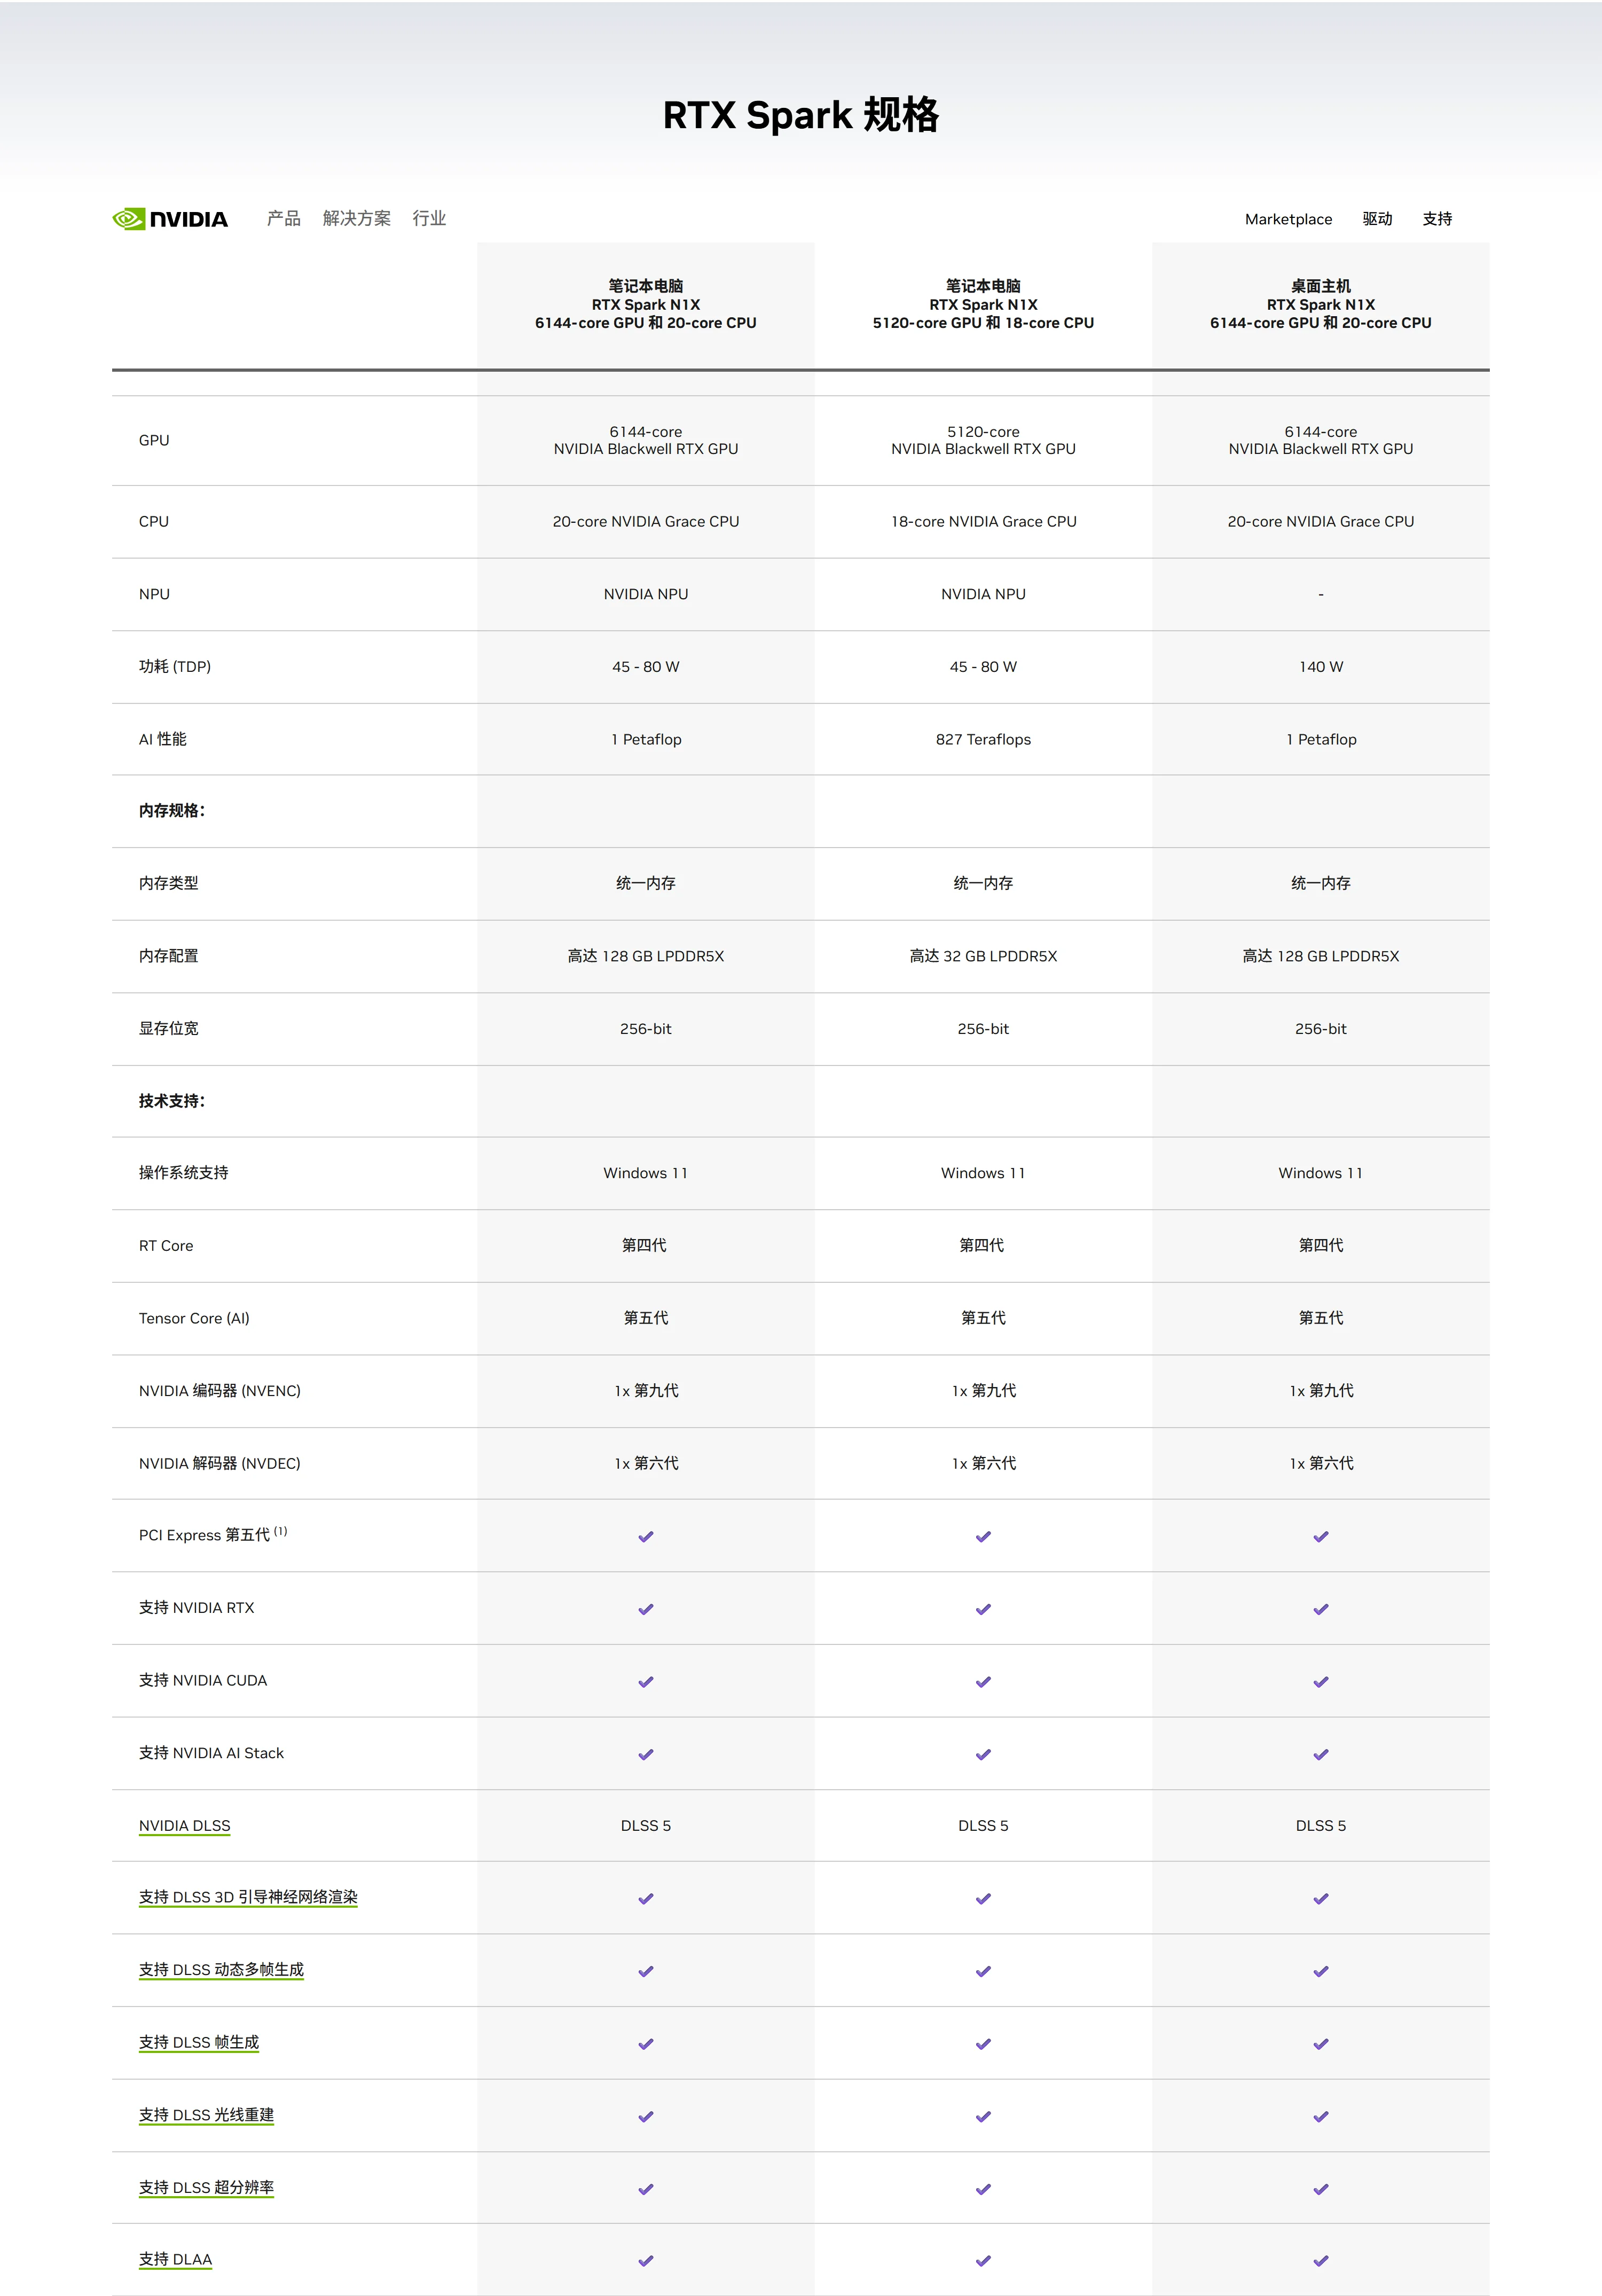 RTX Spark 规格
NVIDIA 产品 解决方案 行业 Marketplace 驱动 支持
笔记本电脑
RTX Spark N1X
6144-core GPU 和 20-core CPU
笔记本电脑
RTX Spark N1X
5120-core GPU 和 18-core CPU
桌面主机
RTX Spark N1X
6144-core GPU 和 20-core CPU
GPU
6144-core
NVIDIA Blackwell RTX GPU
5120-core
NVIDIA Blackwell RTX GPU
6144-core
NVIDIA Blackwell RTX GPU
CPU 20-core NVIDIA Grace CPU 18-core NVIDIA Grace CPU 20-core NVIDIA Grace CPU
NPU NVIDIA NPU NVIDIA NPU -
功耗 (TDP) 45 - 80 W 45 - 80 W 140 W
AI 性能 1 Petaflop 827 Teraflops 1 Petaflop
内存规格：
内存类型 统一内存 统一内存 统一内存
内存配置 高达 128 GB LPDDR5X 高达 32 GB LPDDR5X 高达 128 GB LPDDR5X
显存位宽 256-bit 256-bit 256-bit
技术支持：
操作系统支持 Windows 11 Windows 11 Windows 11
RT Core 第四代 第四代 第四代
Tensor Core (AI) 第五代 第五代 第五代
NVIDIA 编码器 (NVENC) 1x 第九代 1x 第九代 1x 第九代
NVIDIA 解码器 (NVDEC) 1x 第六代 1x 第六代 1x 第六代
PCI Express 第五代 (1)
支持 NVIDIA RTX
支持 NVIDIA CUDA
支持 NVIDIA AI Stack
NVIDIA DLSS DLSS 5 DLSS 5 DLSS 5
支持 DLSS 3D 引导神经网络渲染
支持 DLSS 动态多帧生成
支持 DLSS 帧生成
支持 DLSS 光线重建
支持 DLSS 超分辨率
支持 DLAA